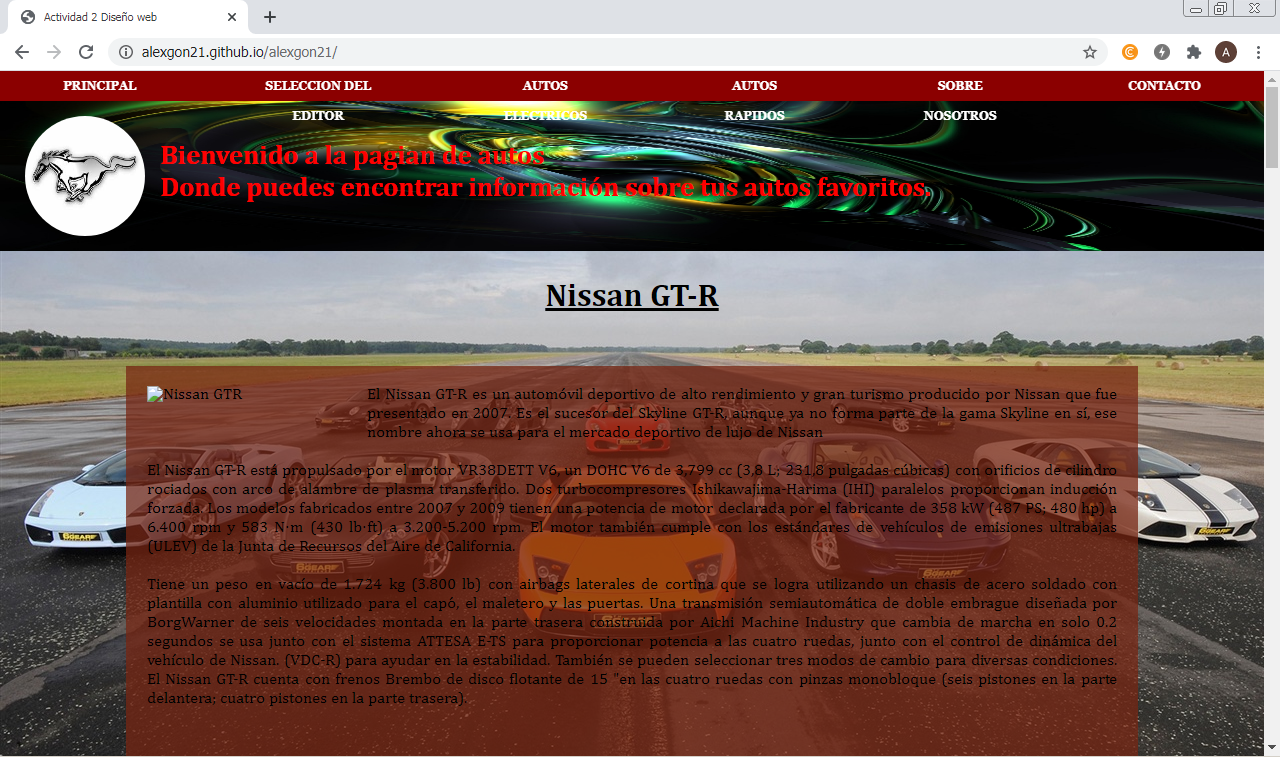 Actividad 2 Diseño web
alexgon21.github.io/alexgon21/
A
PRINCIPAL
SELECCION DEL
EDITOR
AUTOS
ELECTRICOS
AUTOS
RAPIDOS
SOBRE
NOSOTROS
CONTACTO
Bienvenido a la pagian de autos
Donde puedes encontrar información sobre tus autos favoritos.
Nissan GT-R
Nissan GTR
El Nissan GT-R es un automóvil deportivo de alto rendimiento y gran turismo producido por Nissan que fue
presentado en 2007. Es el sucesor del Skyline GT-R, aunque ya no forma parte de la gama Skyline en sí, ese
nombre ahora se usa para el mercado deportivo de lujo de Nissan
El Nissan GT-R está propulsado por el motor VR38DETT V6, un DOHC V6 de 3,799 cc (3,8 L; 231,8 pulgadas cúbicas) con orificios de cilindro
rociados con arco de alambre de plasma transferido. Dos turbocompresores Ishikawajima-Harima (IHI) paralelos proporcionan inducción
forzada. Los modelos fabricados entre 2007 y 2009 tienen una potencia de motor declarada por el fabricante de 358 kW (487 PS; 480 hp) a
6.400 rpm y 583 N·m (430 lb·ft) a 3.200-5.200 rpm. El motor también cumple con los estándares de vehículos de emisiones ultrabajas
(ULEV) de la Junta de Recursos del Aire de California.
Tiene un peso en vacío de 1.724 kg (3.800 lb) con airbags laterales de cortina que se logra utilizando un chasis de acero soldado con
plantilla con aluminio utilizado para el capó, el maletero y las puertas. Una transmisión semiautomática de doble embrague diseñada por
BorgWarner de seis velocidades montada en la parte trasera construida por Aichi Machine Industry que cambia de marcha en solo 0.2
segundos se usa junto con el sistema ATTESA E-TS para proporcionar potencia a las cuatro ruedas, junto con el control de dinámica del
vehículo de Nissan. (VDC-R) para ayudar en la estabilidad. También se pueden seleccionar tres modos de cambio para diversas condiciones.
El Nissan GT-R cuenta con frenos Brembo de disco flotante de 15 "en las cuatro ruedas con pinzas monobloque (seis pistones en la parte
delantera; cuatro pistones en la parte trasera).